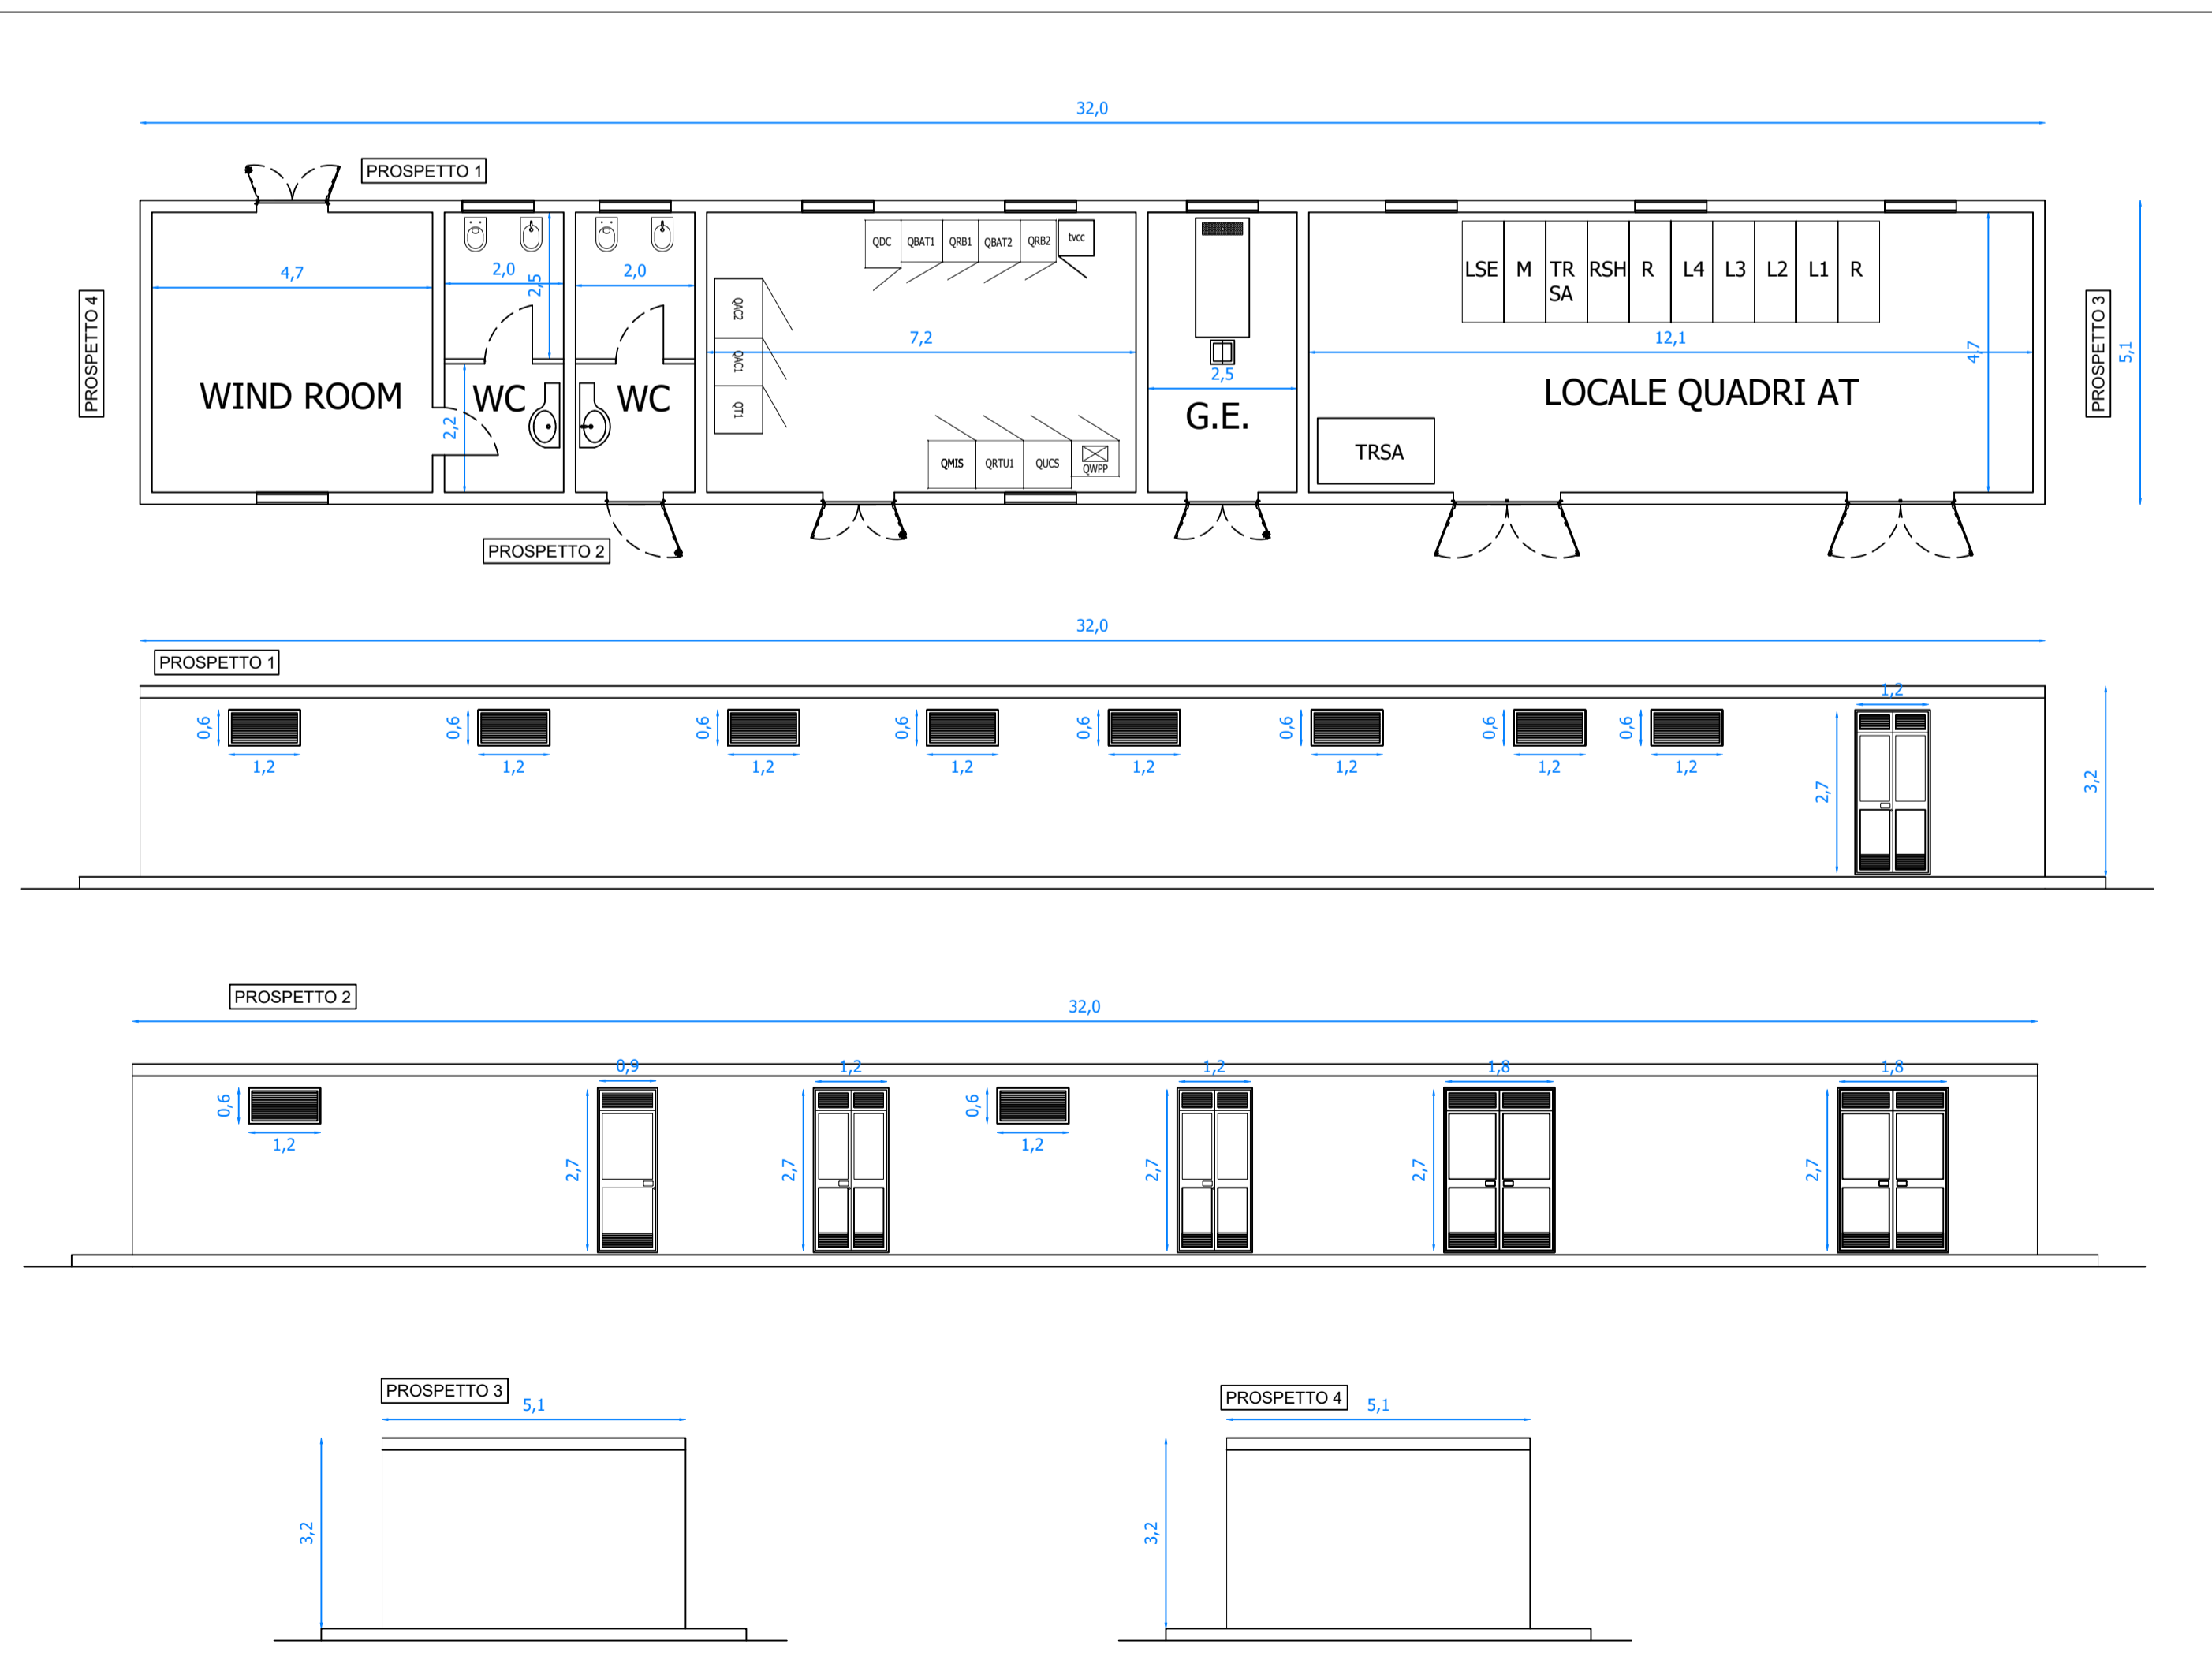 32,0
PROSPETTO 1
PROSPETTO 4
4,7
2,0
2,5
2,0
QDC
QBAT1
QRB1
QBAT2
QRB2
tvcc
LSE
M
TR
SA
RSH
R
L4
L3
L2
L1
R
QAC2
QAC1
QT1
7,2
2,5
12,1
4,7
5,1
PROSPETTO 3
WIND ROOM
WC
WC
2,2
G.E.
LOCALE QUADRI AT
TRSA
QMIS
QRTU1
QUCS
QWPP
PROSPETTO 2
32,0
PROSPETTO 1
0,6
1,2
0,6
1,2
0,6
1,2
0,6
1,2
0,6
1,2
0,6
1,2
0,6
1,2
0,6
1,2
1,2
2,7
3,2
PROSPETTO 2
32,0
0,6
1,2
0,9
2,7
1,2
2,7
0,6
1,2
1,2
2,7
1,8
2,7
1,8
2,7
PROSPETTO 3
5,1
3,2
PROSPETTO 4
5,1
3,2